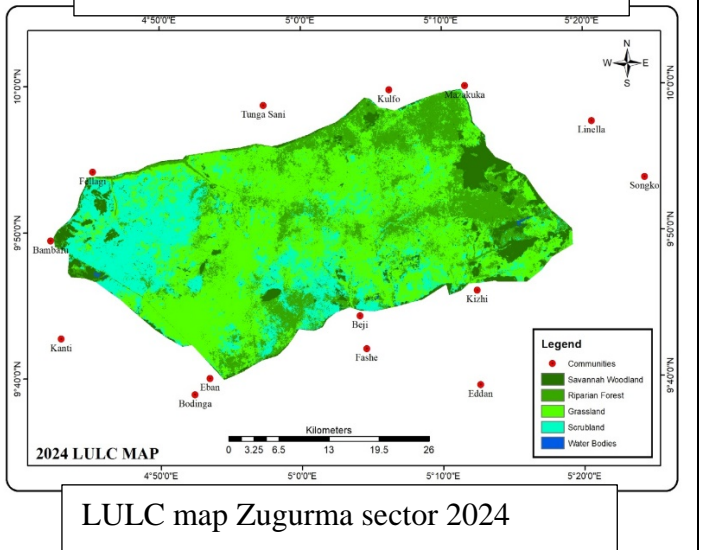 4°50'0"E 5°0'0"E 5°10'0"E 5°20'0"E
N
W E
S
10°0'0"N 10°0'0"N
Kulfo
Mazakuka
Tunga Sani
Linella
Fellagi
Songko
9°50'0"N 9°50'0"N
Bambaru
Kizhi
Beji
Kanti
Fashe
Eban
Bodinga
Eddan
9°40'0"N 9°40'0"N
Legend
Communities
Savannah Woodland
Riparian Forest
Grassland
Scrubland
Water Bodies
Kilometers
0 3.25 6.5 13 19.5 26
2024 LULC MAP
4°50'0"E 5°0'0"E 5°10'0"E 5°20'0"E
LULC map Zugurma sector 2024